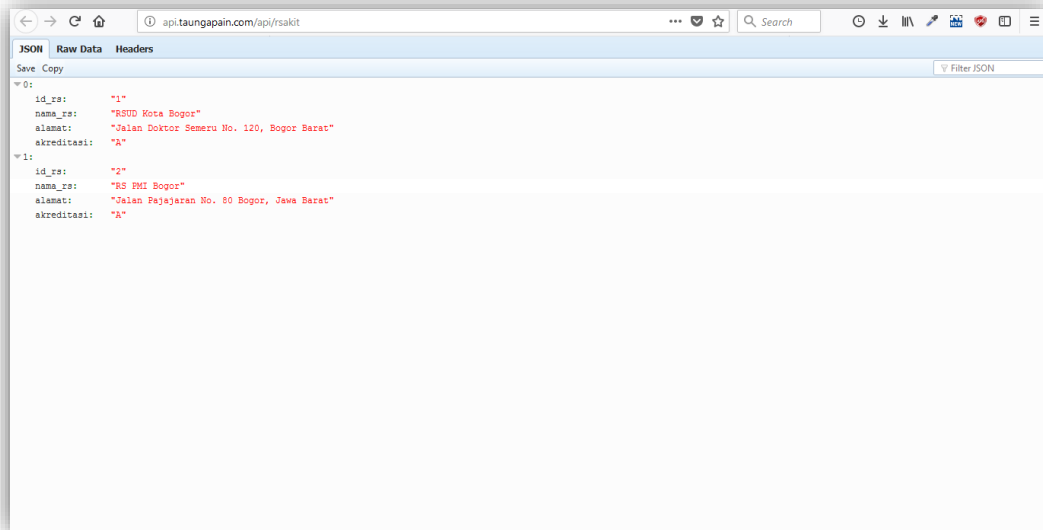 api.taungapain.com/api/rsakit
Search
NEW
JSON Raw Data Headers
Save Copy
Filter JSON
0:
id_rs: "1"
nama_rs: "RSUD Kota Bogor"
alamat: "Jalan Doktor Semeru No. 120, Bogor Barat"
akreditasi: "A"
1:
id_rs: "2"
nama_rs: "RS PMI Bogor"
alamat: "Jalan Pajajaran No. 80 Bogor, Jawa Barat"
akreditasi: "A"